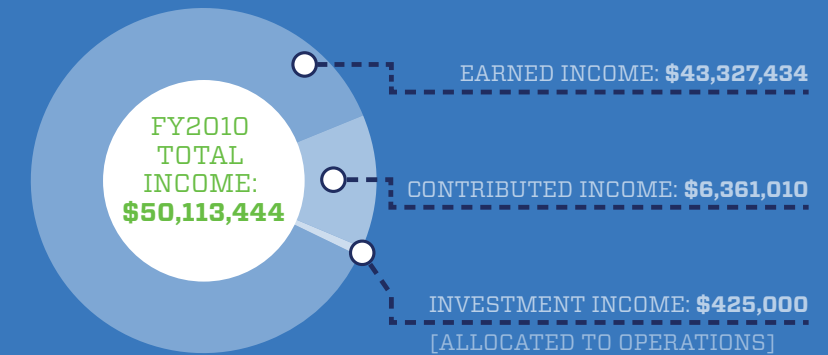 FY2010
TOTAL
INCOME:
$50,113,444
EARNED INCOME: $43,327,434
CONTRIBUTED INCOME: $6,361,010
INVESTMENT INCOME: $425,000
[ALLOCATED TO OPERATIONS]